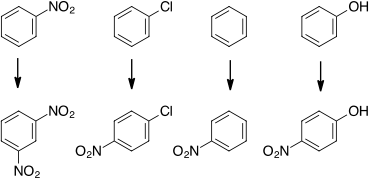 NO₂ Cl OH
NO₂ Cl OH
O₂N O₂N O₂N
NO₂